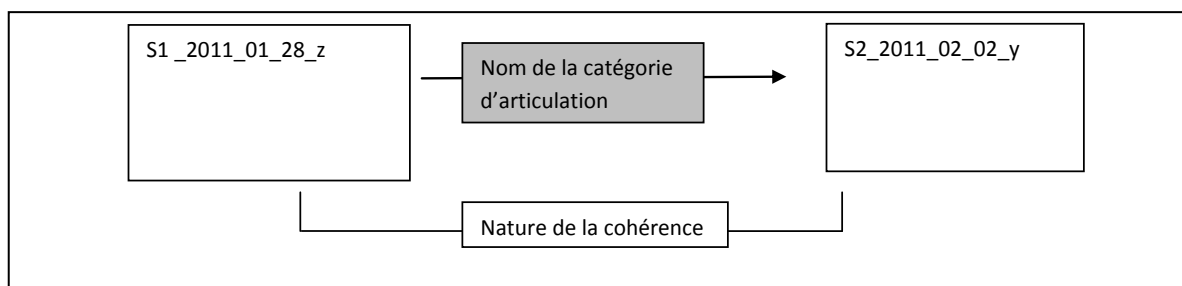 S1 _2011_01_28_z
Nom de la catégorie
d’articulation
S2_2011_02_02_y
Nature de la cohérence